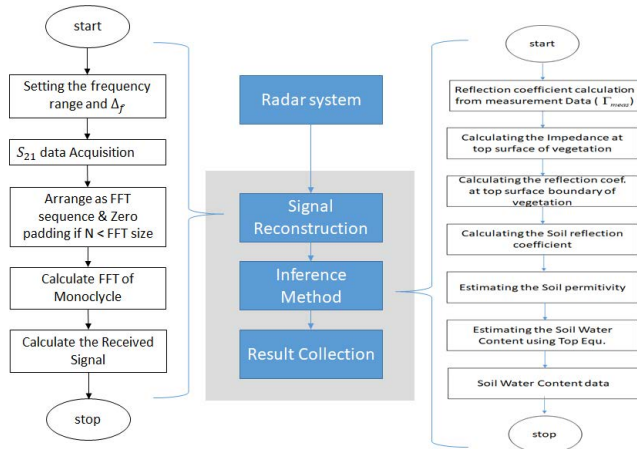 start
Setting the frequency
range and Δf
S21 data Acquisition
Arrange as FFT
sequence & Zero
padding if N < FFT size
Calculate FFT of
Monoclycle
Calculate the Received
Signal
stop
Radar system
Signal
Reconstruction
Inference
Method
Result Collection
start
Reflection coefficient calculation
from measurement Data ( Γmeas)
Calculating the Impedance at
top surface of vegetation
Calculating the reflection coef.
at top surface boundary of
vegetation
Calculating the Soil reflection
coefficient
Estimating the Soil permitivity
Estimating the Soil Water
Content using Top Equ.
Soil Water Content data
stop